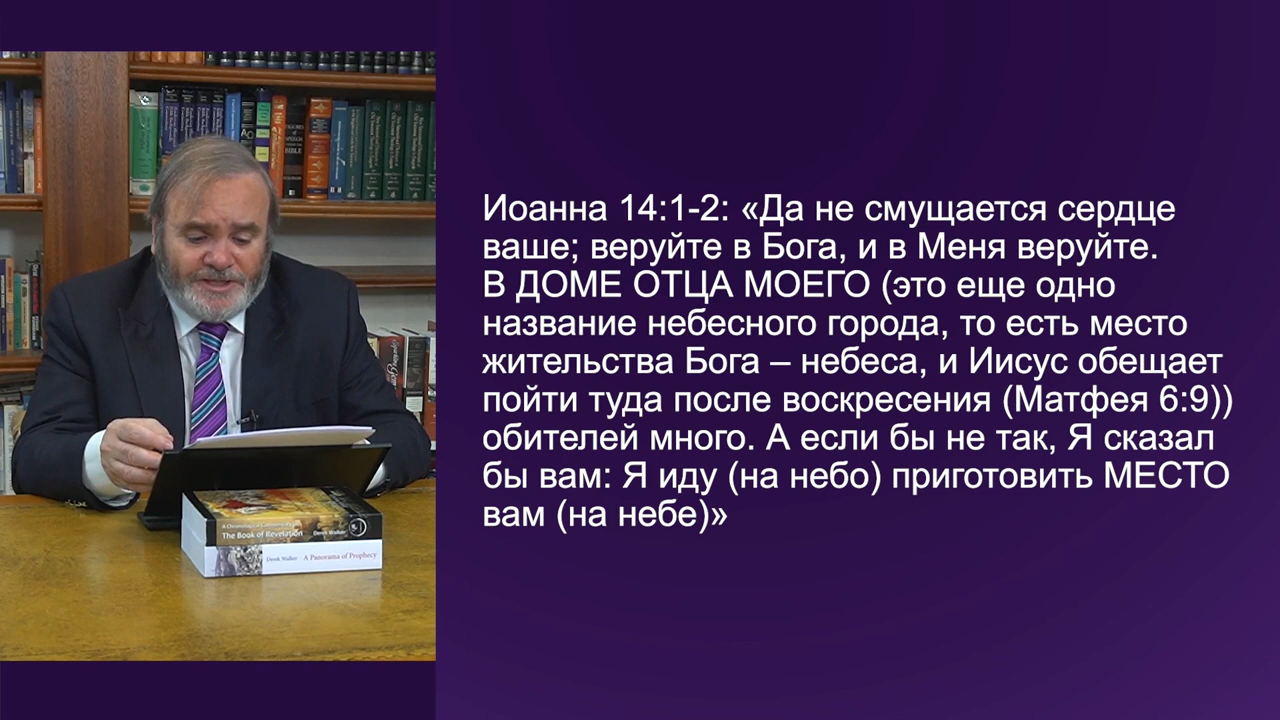 Иоанна 14:1-2: «Да не смущается сердце
ваше; веруйте в Бога, и в Меня веруйте.
В ДОМЕ ОТЦА МОЕГО (это еще одно
название небесного города, то есть место
жительства Бога – небеса, и Иисус обещает
пойти туда после воскресения (Матфея 6:9))
обителей много. А если бы не так, Я сказал
бы вам: Я иду (на небо) приготовить МЕСТО
вам (на небе)»
The Book of Revelation Derek Walker
Derek Walker A Panorama of Prophecy